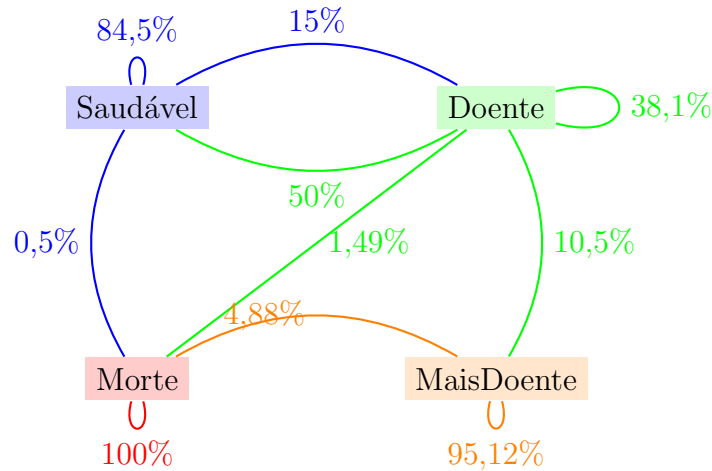 84,5%
15%
Saudável
Doente
38,1%
50%
0,5%
1,49%
10,5%
4,88%
Morte
MaisDoente
100%
95,12%